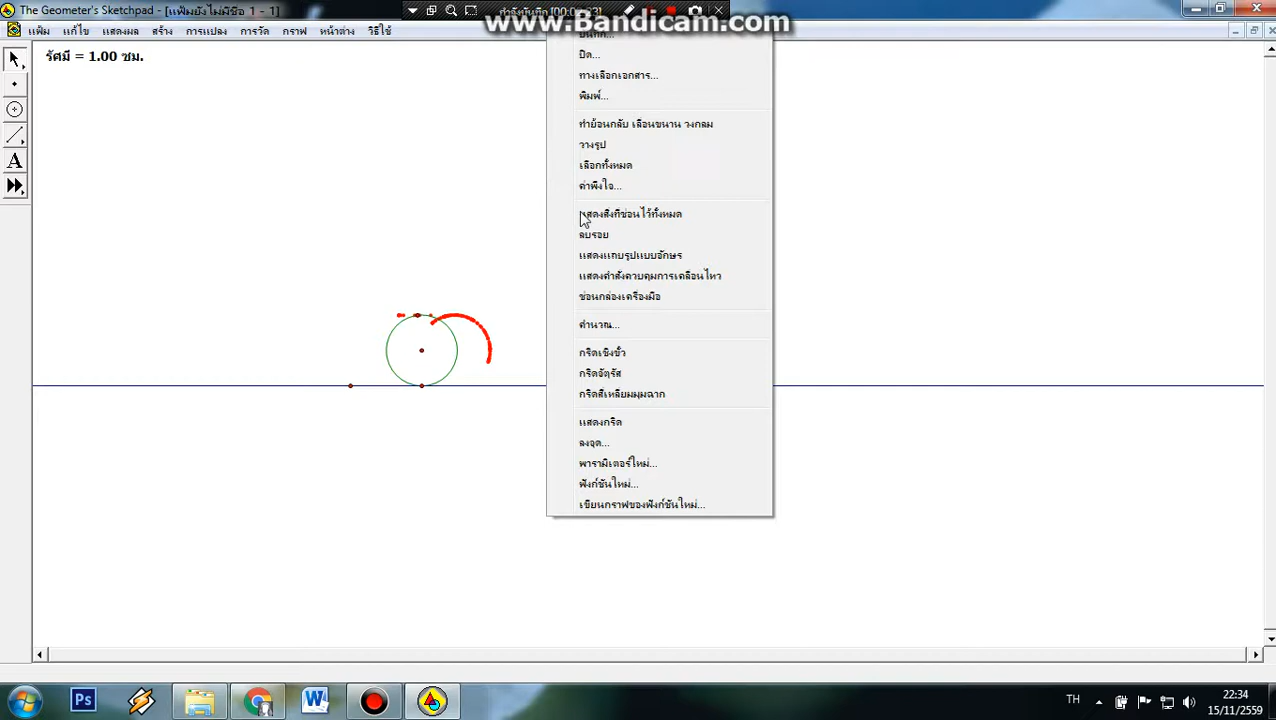 The Geometer's Sketchpad - [แฟ้มยังไม่มีชื่อ 1 - 1]
www.Bandicam.com
แฟ้ม แก้ไข แสดงผล สร้าง การแปลง การวัด กราฟ หน้าต่าง วิธีใช้
รัศมี = 1.00 ซม.
บันทึก...
ปิด...
ทางเลือกเอกสาร...
พิมพ์...
ทำย้อนกลับ เลื่อนขนาน วงกลม
วางรูป
เลือกทั้งหมด
ค่าพึงใจ...
แสดงสิ่งที่ซ่อนไว้ทั้งหมด
ลบรอย
แสดงแถบรูปแบบอักษร
แสดงคำสั่งควบคุมการเคลื่อนไหว
ซ่อนกล่องเครื่องมือ
คำนวณ...
กริดเชิงขั้ว
กริดจัตุรัส
กริดสี่เหลี่ยมมุมฉาก
แสดงกริด
ลงจุด...
พารามิเตอร์ใหม่...
ฟังก์ชันใหม่...
เขียนกราฟของฟังก์ชันใหม่...
A
Ps
W
TH
22:34
15/11/2559